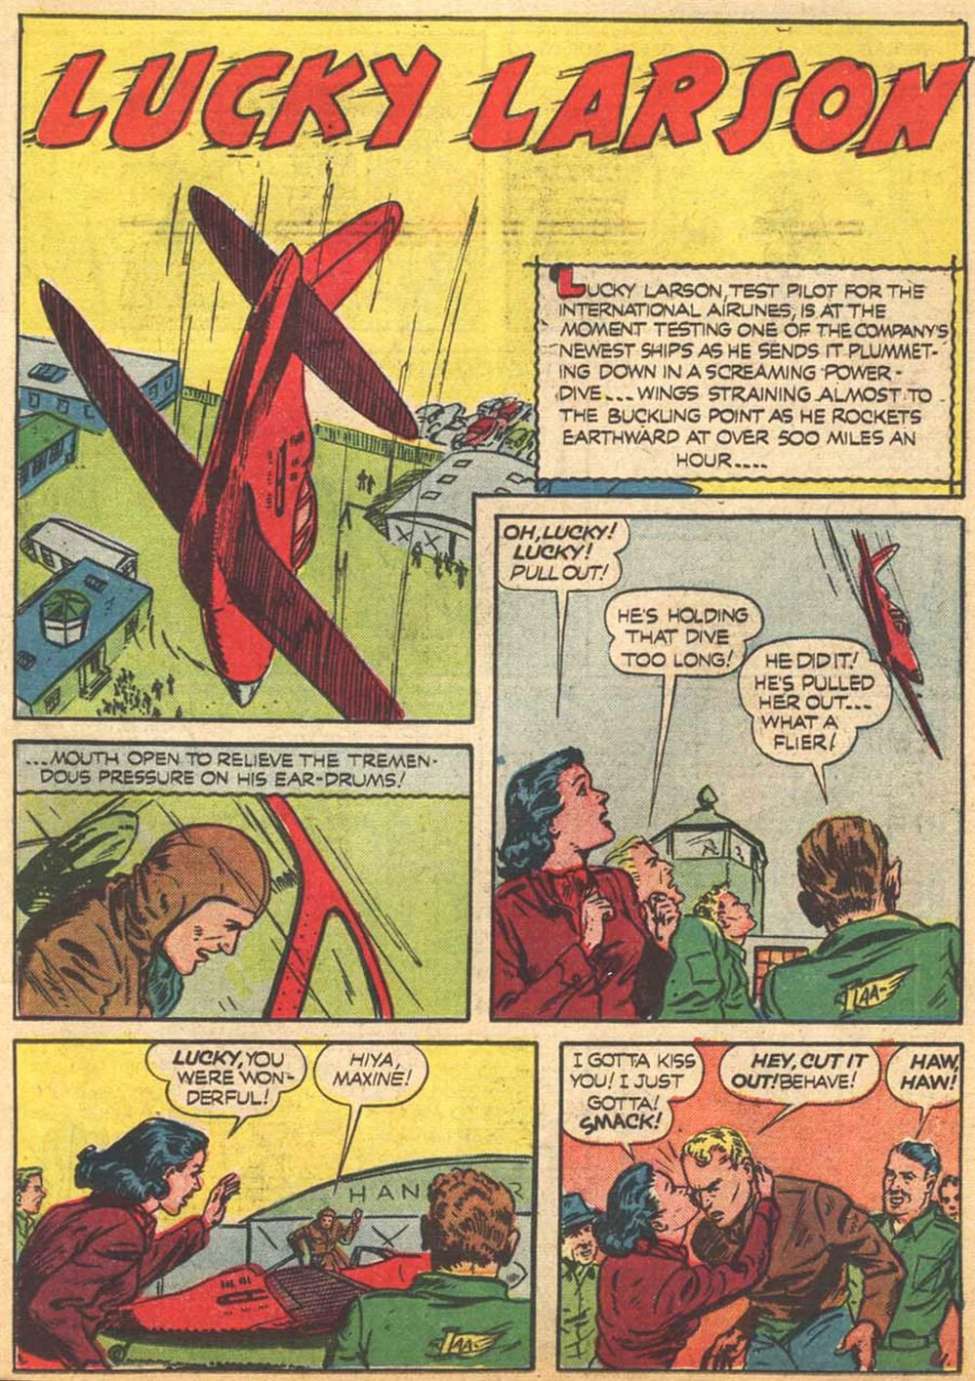 LUCKY LARSON
LUCKY LARSON, TEST PILOT FOR THE
INTERNATIONAL AIRLINES, IS AT THE
MOMENT TESTING ONE OF THE COMPANY'S
NEWEST SHIPS AS HE SENDS IT PLUMMET-
ING DOWN IN A SCREAMING POWER-
DIVE... WINGS STRAINING ALMOST TO
THE BUCKLING POINT AS HE ROCKETS
EARTHWARD AT OVER 500 MILES AN
HOUR....
...MOUTH OPEN TO RELIEVE THE TREMEN-
DOUS PRESSURE ON HIS EAR-DRUMS!
OH, LUCKY!
LUCKY!
PULL OUT!
HE'S HOLDING
THAT DIVE
TOO LONG!
HE DID IT!
HE'S PULLED
HER OUT...
WHAT A
FLIER!
IAA
LUCKY, YOU
WERE WON-
DERFUL!
HIYA,
MAXINE!
HAN R
IAA
I GOTTA KISS
YOU! I JUST
GOTTA!
SMACK!
HEY, CUT IT
OUT! BEHAVE!
HAW,
HAW!